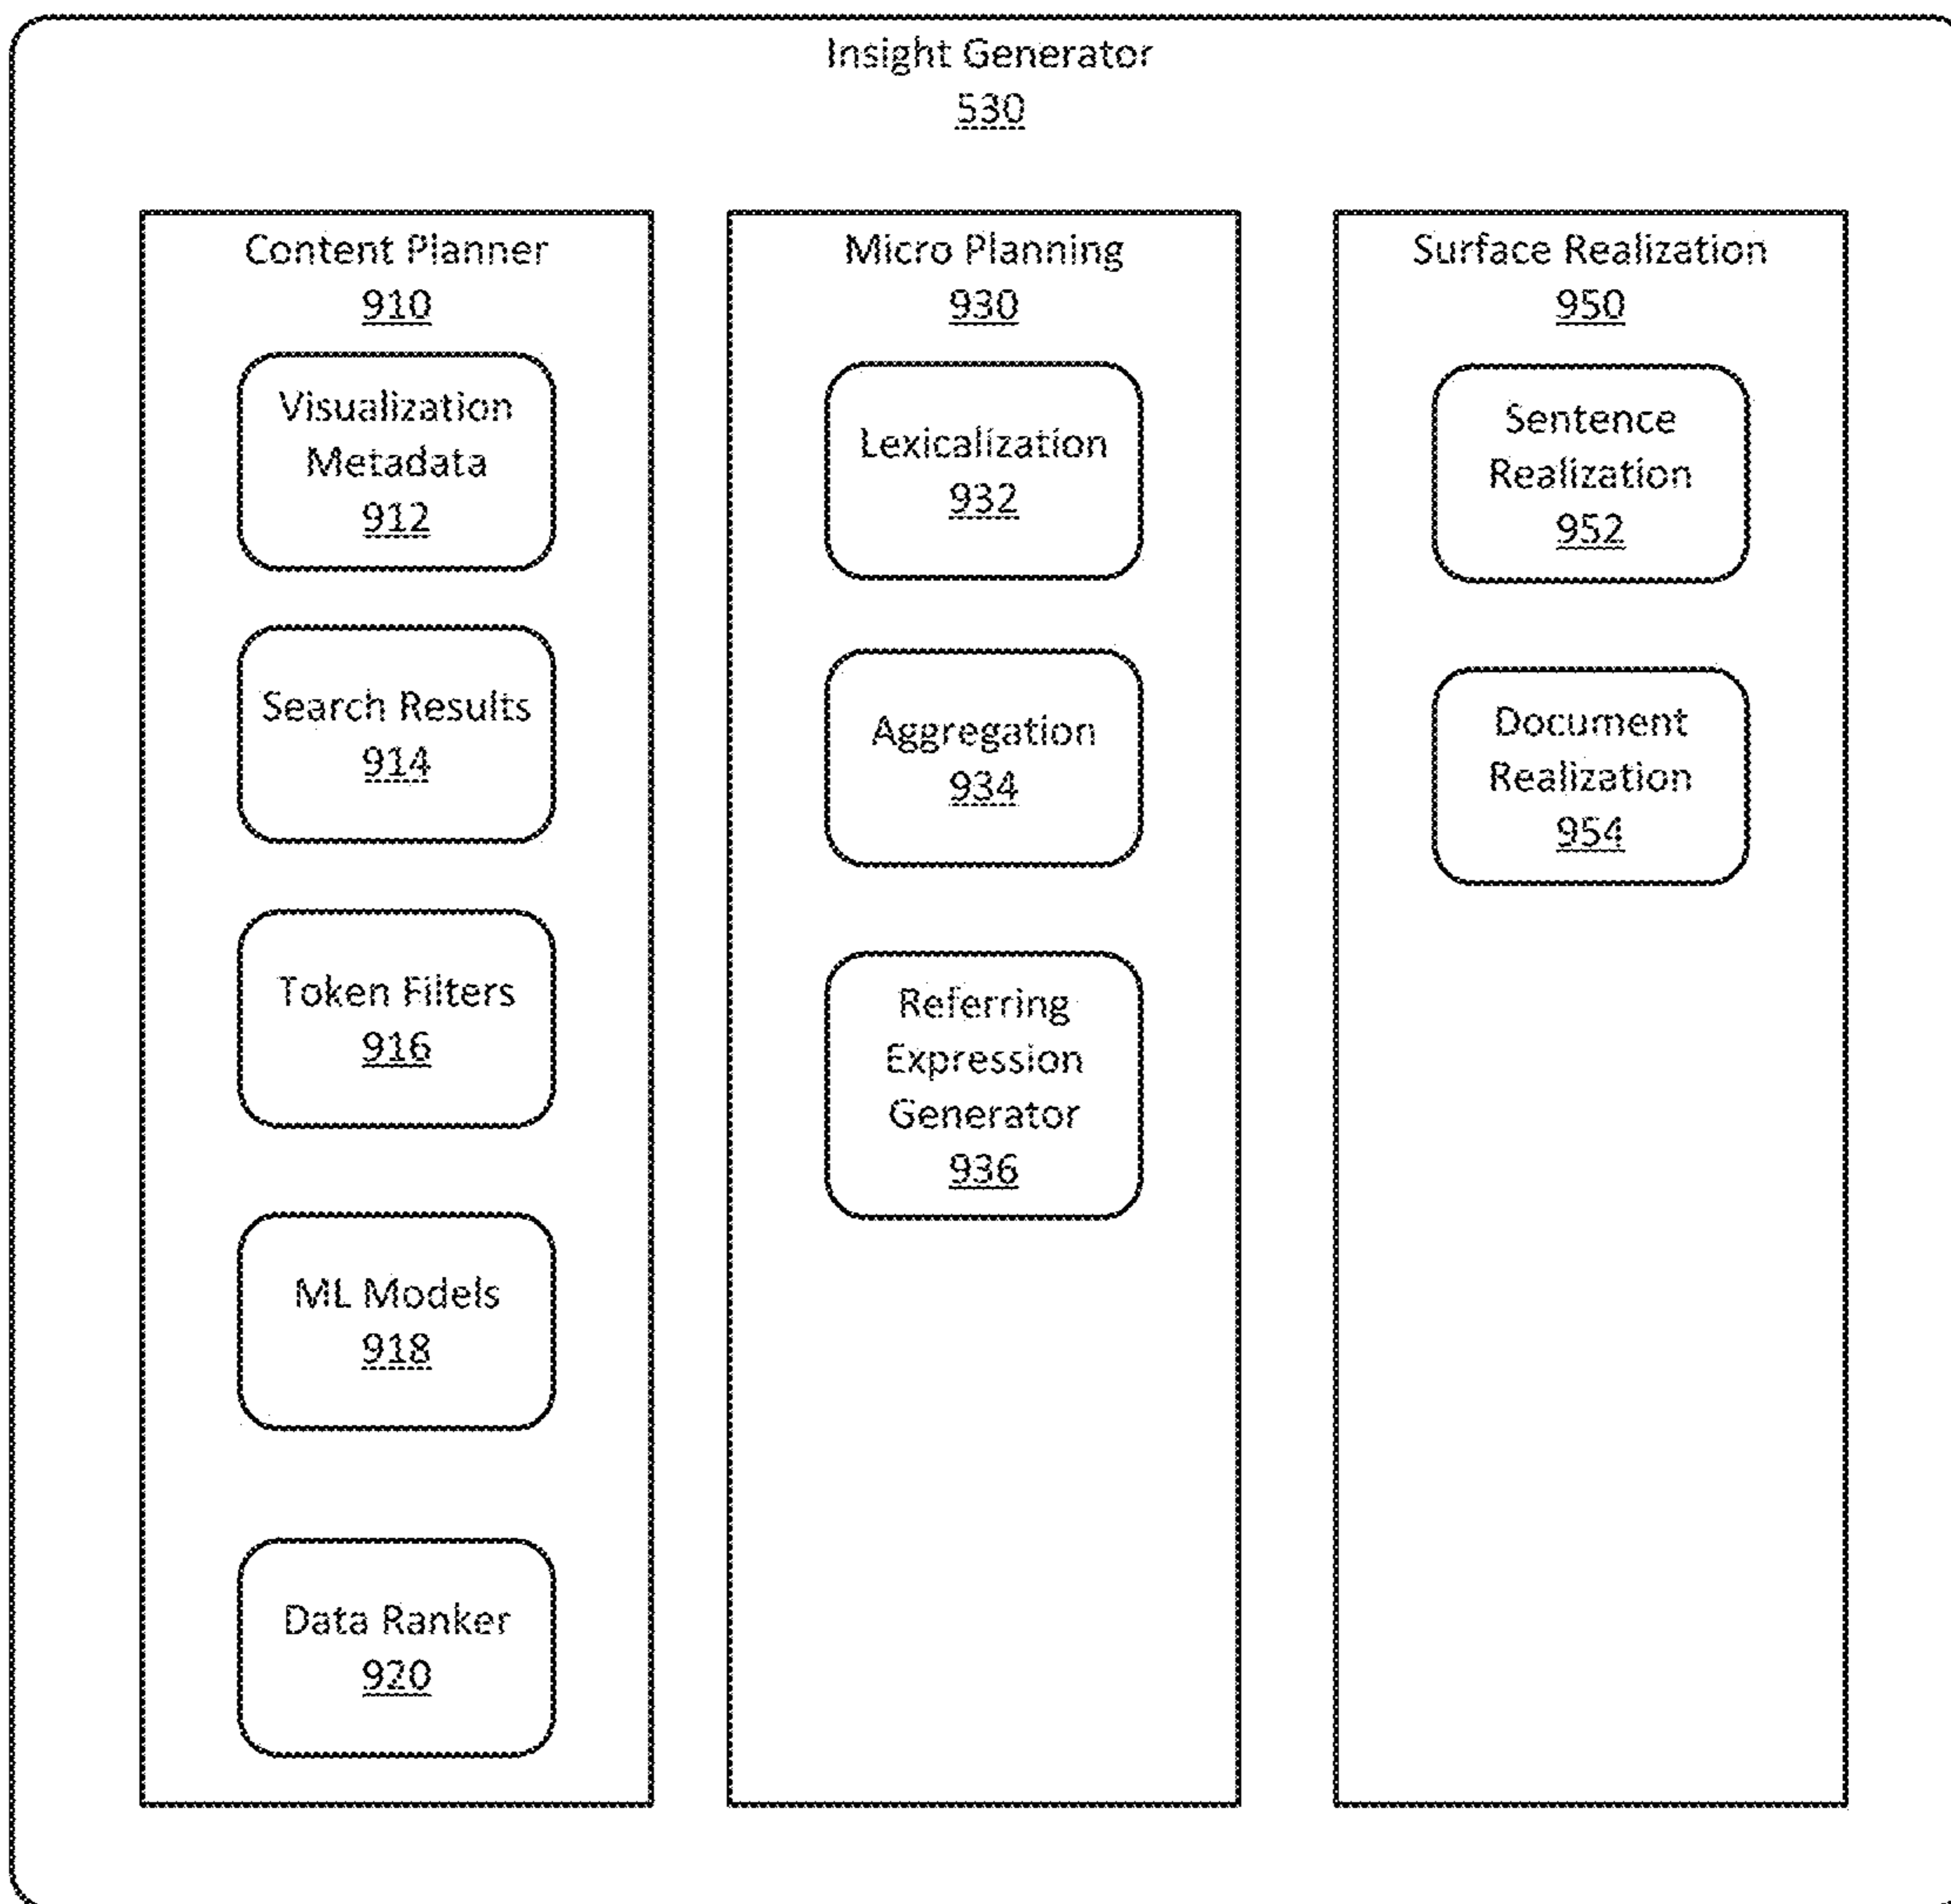 Insight Generator
530
Content Planner
910
Visualization
Metadata
912
Search Results
914
Token Filters
916
ML Models
918
Data Ranker
920
Micro Planning
930
Lexicalization
932
Aggregation
934
Referring
Expression
Generator
936
Surface Realization
950
Sentence
Realization
952
Document
Realization
954